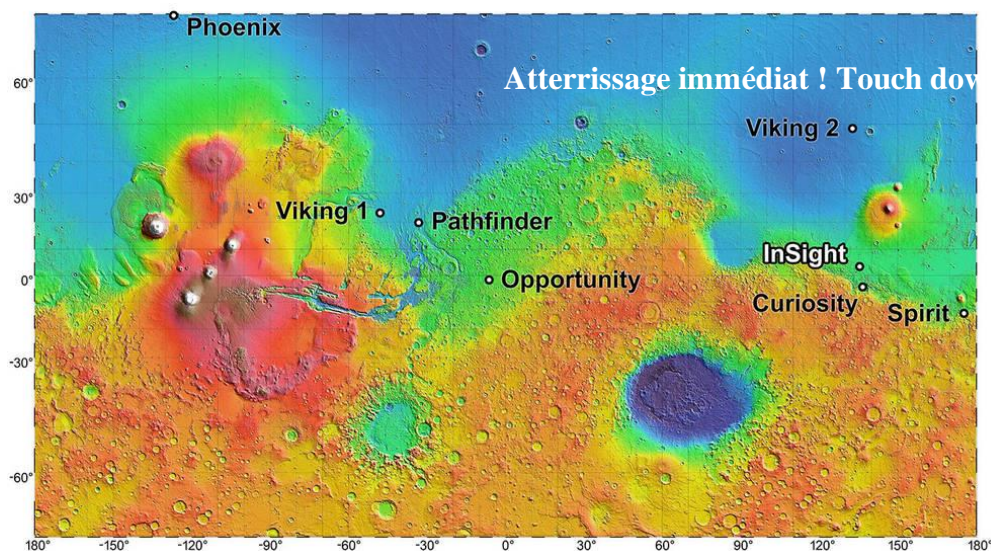 Phoenix
60°
Atterrissage immédiat ! Touch dow
Viking 2
30°
Viking 1
Pathfinder
InSight
0°
Opportunity
Curiosity
Spirit
-30°
-60°
180° -150° -120° -90° -60° -30° 0° 30° 60° 90° 120° 150° 180°